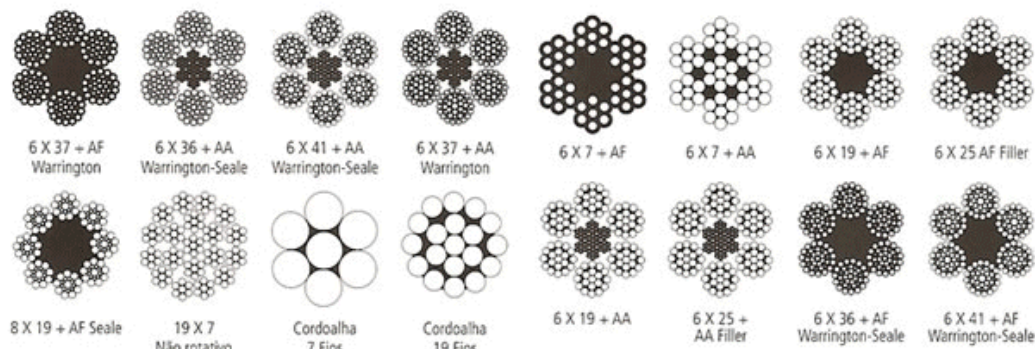 6 X 37 + AF
Warrington
6 X 36 + AA
Warrington-Seale
6 X 41 + AA
Warrington-Seale
6 X 37 + AA
Warrington
6 X 7 + AF
6 X 7 + AA
6 X 19 + AF
6 X 25 AF Filler
8 X 19 + AF Seale
19 X 7
Não rotativo
Cordoalha
7 Fios
Cordoalha
19 Fios
6 X 19 + AA
6 X 25 +
AA Filler
6 X 36 + AF
Warrington-Seale
6 X 41 + AF
Warrington-Seale